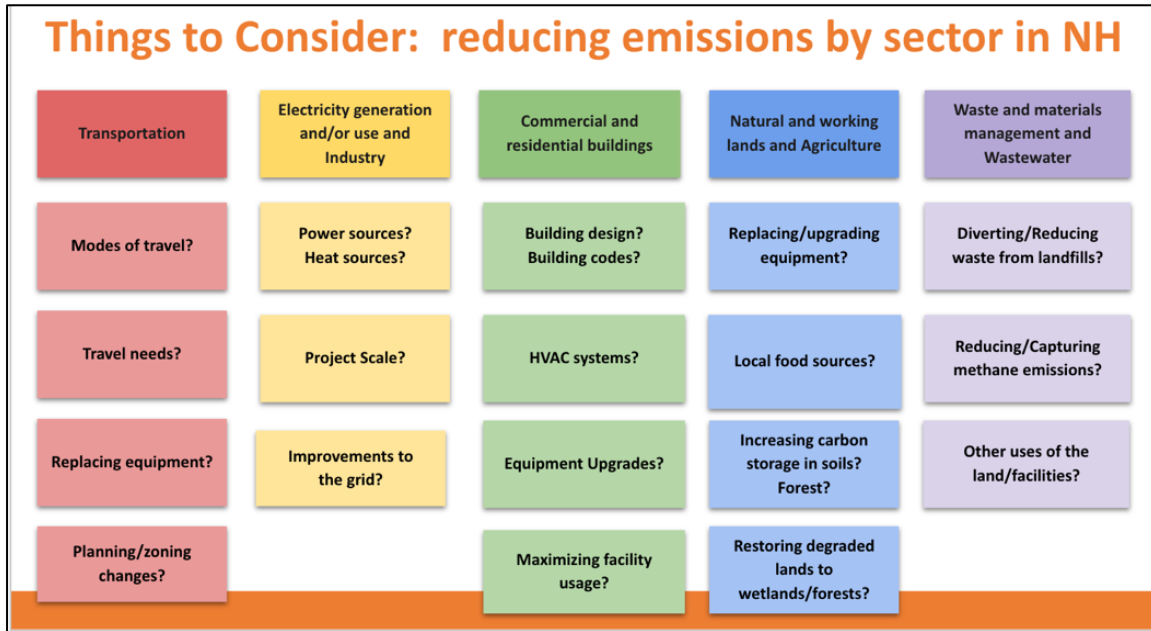 Things to Consider:  reducing emissions by sector in NH
Transportation
Modes of travel?
Travel needs?
Replacing equipment?
Planning/zoning
changes?
Electricity generation
and/or use and
Industry
Power sources?
Heat sources?
Project Scale?
Improvements to
the grid?
Commercial and
residential buildings
Building design?
Building codes?
HVAC systems?
Equipment Upgrades?
Maximizing facility
usage?
Natural and working
lands and Agriculture
Replacing/upgrading
equipment?
Local food sources?
Increasing carbon
storage in soils?
Forest?
Restoring degraded
lands to
wetlands/forests?
Waste and materials
management and
Wastewater
Diverting/Reducing
waste from landfills?
Reducing/Capturing
methane emissions?
Other uses of the
land/facilities?